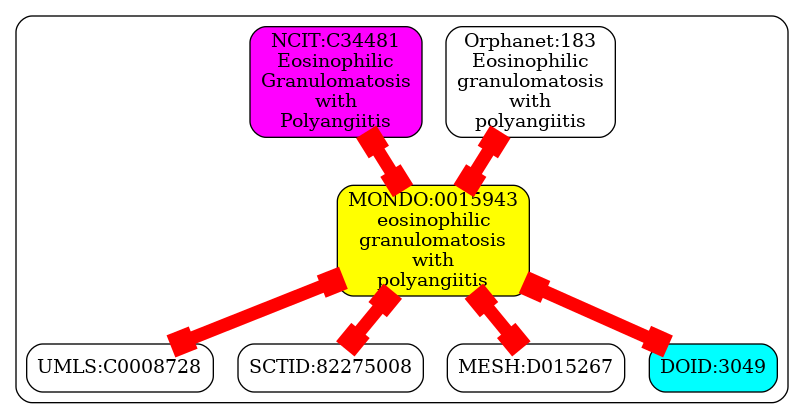 NCIT:C34481
Eosinophilic
Granulomatosis
with
Polyangiitis
Orphanet:183
Eosinophilic
granulomatosis
with
polyangiitis
MONDO:0015943
eosinophilic
granulomatosis
with
polyangiitis
UMLS:C0008728
SCTID:82275008
MESH:D015267
DOID:3049